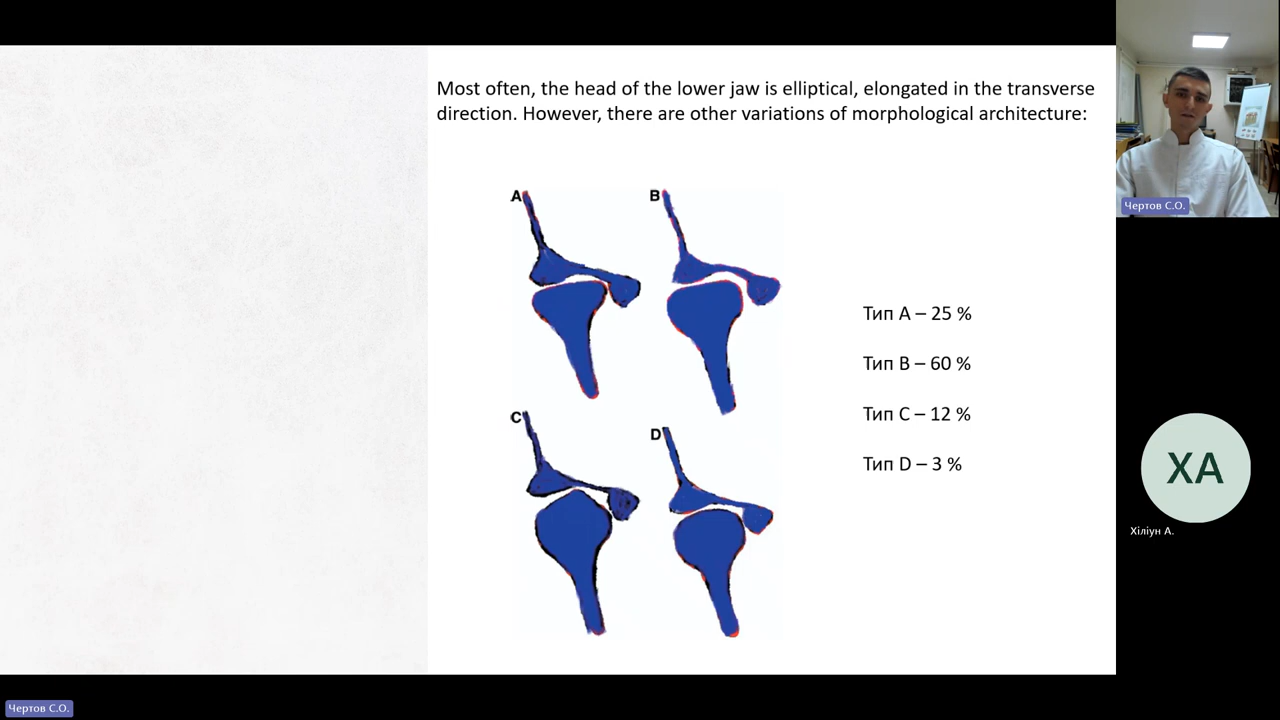 Most often, the head of the lower jaw is elliptical, elongated in the transverse
direction. However, there are other variations of morphological architecture:
A
B
C
D
Тип А – 25 %
Тип В – 60 %
Тип С – 12 %
Тип D – 3 %
Чертов С.О.
ХА
Хіліун А.
Чертов С.О.